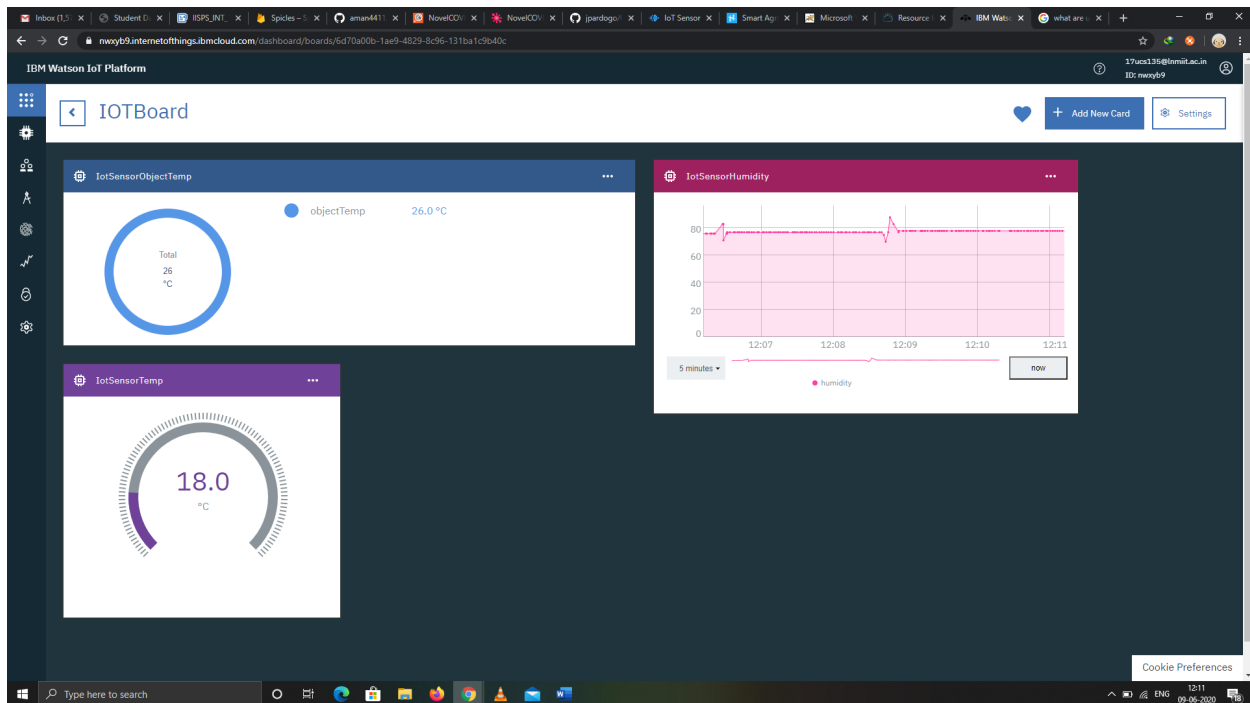 Inbox (1,5
Student D
IISPS_INT_
Spicles – S
aman4411
NovelCOV
NovelCOV
jpardogo/
IoT Sensor
Smart Agr
Microsoft
Resource
IBM Wats
what are
nwxyb9.internetofthings.ibmcloud.com/dashboard/boards/6d70a00b-1ae9-4829-8c96-131ba1c9b40c
IBM Watson IoT Platform
17ucs135@lnmiit.ac.in
ID: nwxyb9
IOTBoard
+ Add New Card
Settings
IotSensorObjectTemp
Total
26
°C
objectTemp 26.0 °C
IotSensorHumidity
80
60
40
20
0
12:07 12:08 12:09 12:10 12:11
5 minutes
now
humidity
IotSensorTemp
18.0
°C
Cookie Preferences
Type here to search
ENG
12:11
09-06-2020